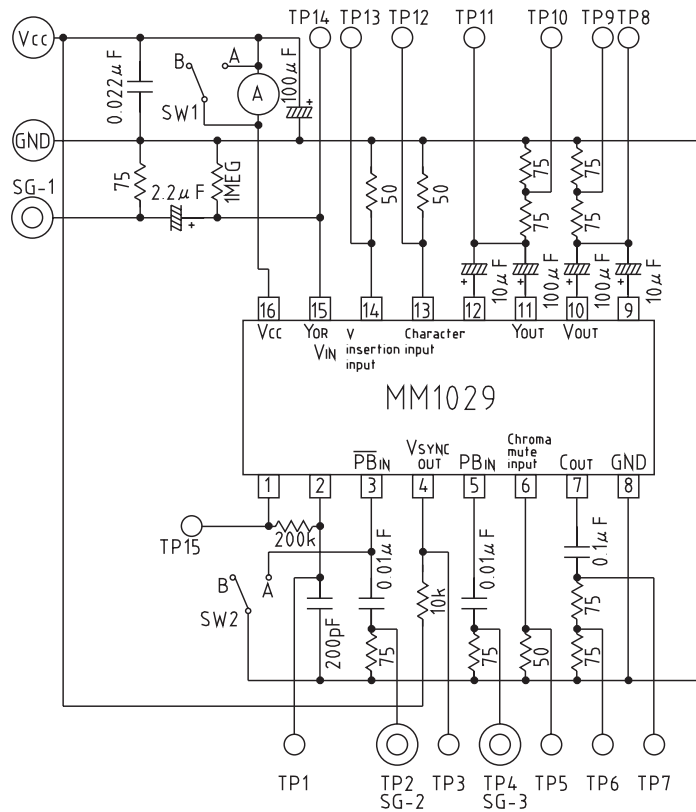 TP14 TP13 TP12 TP11 TP10 TP9 TP8
Vcc
0.022μF
B
A
SW1
A
100μF
+
GND
75
2.2μF
+
1MEG
SG-1
50
50
75
75
75
75
10μF
+
100μF
+
100μF
+
10μF
+
16 15 14 13 12 11 10 9
VCC
YOR
VIN
V
insertion
input
Character
input
YOUT
VOUT
MM1029
PBIN
VSYNC
OUT
PBIN
Chroma
mute
input
COUT
GND
1 2 3 4 5 6 7 8
TP15
200k
B
A
SW2
200pF
0.01μF
75
10k
0.01μF
75
50
0.1μF
75
75
TP1
TP2
SG-2
TP3
TP4
SG-3
TP5
TP6
TP7